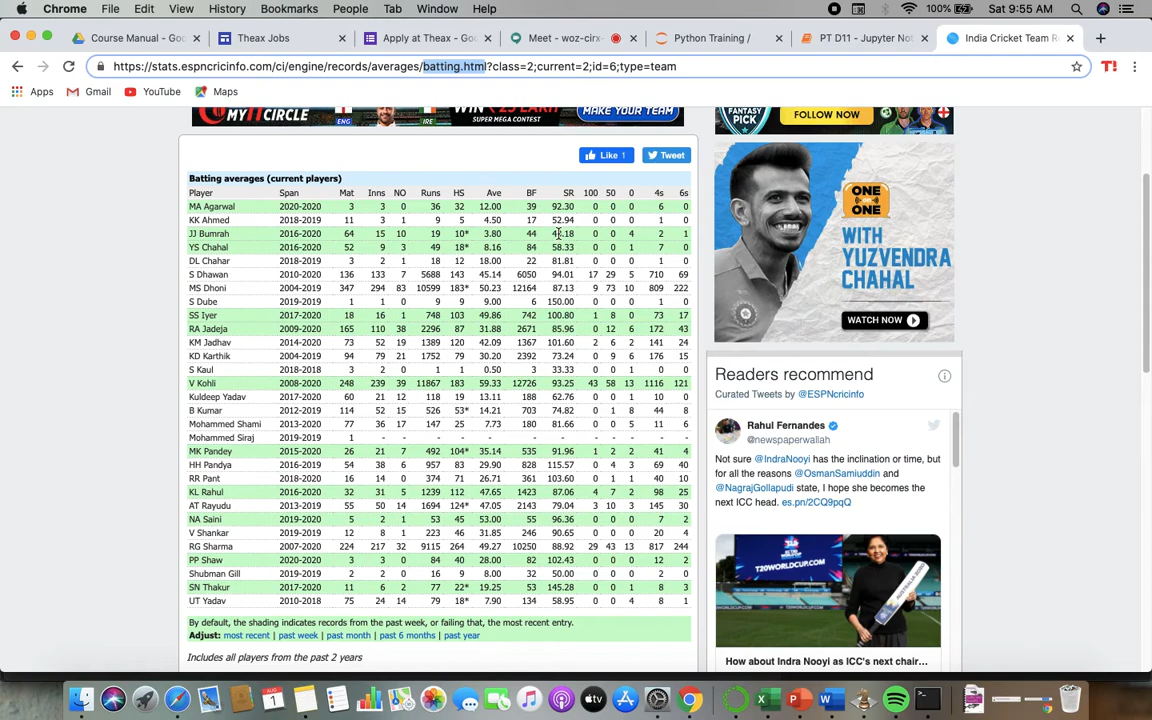 Chrome File Edit View History Bookmarks People Tab Window Help 100% Sat 9:55 AM
Course Manual - Goo × Theax Jobs × Apply at Theax - Go × Meet - woz-cirx- × Python Training / × PT D11 - Jupyter Not × India Cricket Team R ×
https://stats.espncricinfo.com/ci/engine/records/averages/batting.html?class=2;current=2;id=6;type=team
Apps Gmail YouTube Maps
MY11CIRCLE ENG WIN ₹25 LAKH SUPER MEGA CONTEST IRE MAKE YOUR TEAM
FANTASY PICK FOLLOW NOW
Like 1 Tweet
Batting averages (current players)
Player Span Mat Inns NO Runs HS Ave BF SR 100 50 0 4s 6s
MA Agarwal 2020-2020 3 3 0 36 32 12.00 39 92.30 0 0 0 6 0
KK Ahmed 2018-2019 11 3 1 9 5 4.50 17 52.94 0 0 0 1 0
JJ Bumrah 2016-2020 64 15 10 19 10* 3.80 44 43.18 0 0 4 2 1
YS Chahal 2016-2020 52 9 3 49 18* 8.16 84 58.33 0 0 1 7 0
DL Chahar 2018-2019 3 2 1 18 12 18.00 22 81.81 0 0 0 1 0
S Dhawan 2010-2020 136 133 7 5688 143 45.14 6050 94.01 17 29 5 710 69
MS Dhoni 2004-2019 347 294 83 10599 183* 50.23 12164 87.13 9 73 10 809 222
S Dube 2019-2019 1 1 0 9 9 9.00 6 150.00 0 0 0 1 0
SS Iyer 2017-2020 18 16 1 748 103 49.86 742 100.80 1 8 0 73 17
RA Jadeja 2009-2020 165 110 38 2296 87 31.88 2671 85.96 0 12 6 172 43
KM Jadhav 2014-2020 73 52 19 1389 120 42.09 1367 101.60 2 6 2 141 24
KD Karthik 2004-2019 94 79 21 1752 79 30.20 2392 73.24 0 9 6 176 15
S Kaul 2018-2018 3 2 0 1 1 0.50 3 33.33 0 0 1 0 0
V Kohli 2008-2020 248 239 39 11867 183 59.33 12726 93.25 43 58 13 1116 121
Kuldeep Yadav 2017-2020 60 21 12 118 19 13.11 188 62.76 0 0 1 10 0
B Kumar 2012-2019 114 52 15 526 53* 14.21 703 74.82 0 1 8 44 8
Mohammed Shami 2013-2020 77 36 17 147 25 7.73 180 81.66 0 0 5 11 6
Mohammed Siraj 2019-2019 1 - - - - - - - - - - - -
MK Pandey 2015-2020 26 21 7 492 104* 35.14 535 91.96 1 2 2 41 4
HH Pandya 2016-2019 54 38 6 957 83 29.90 828 115.57 0 4 3 69 40
RR Pant 2018-2020 16 14 0 374 71 26.71 361 103.60 0 1 1 40 10
KL Rahul 2016-2020 32 31 5 1239 112 47.65 1423 87.06 4 7 2 98 25
AT Rayudu 2013-2019 55 50 14 1694 124* 47.05 2143 79.04 3 10 3 145 30
NA Saini 2019-2020 5 2 1 53 45 53.00 55 96.36 0 0 0 7 2
V Shankar 2019-2019 12 8 1 223 46 31.85 246 90.65 0 0 0 20 4
RG Sharma 2007-2020 224 217 32 9115 264 49.27 10250 88.92 29 43 13 817 244
PP Shaw 2020-2020 3 3 0 84 40 28.00 82 102.43 0 0 0 12 2
Shubman Gill 2019-2019 2 2 0 16 9 8.00 32 50.00 0 0 0 2 0
SN Thakur 2017-2020 11 6 2 77 22* 19.25 53 145.28 0 0 1 8 3
UT Yadav 2010-2018 75 24 14 79 18* 7.90 134 58.95 0 0 4 8 1
By default, the shading indicates records from the past week, or failing that, the most recent entry.
Adjust: most recent | past week | past month | past 6 months | past year
Includes all players from the past 2 years
ONE ON ONE
WITH
YUZVENDRA
CHAHAL
WATCH NOW
Readers recommend
Curated Tweets by @ESPNcricinfo
Rahul Fernandes
@newspaperwallah
Not sure @IndraNooyi has the inclination or time, but
for all the reasons @OsmanSamiuddin and
@NagrajGollapudi state, I hope she becomes the
next ICC head. es.pn/2CQ9pqQ
T20WORLDCUP.COM
How about Indra Nooyi as ICC's next chair...